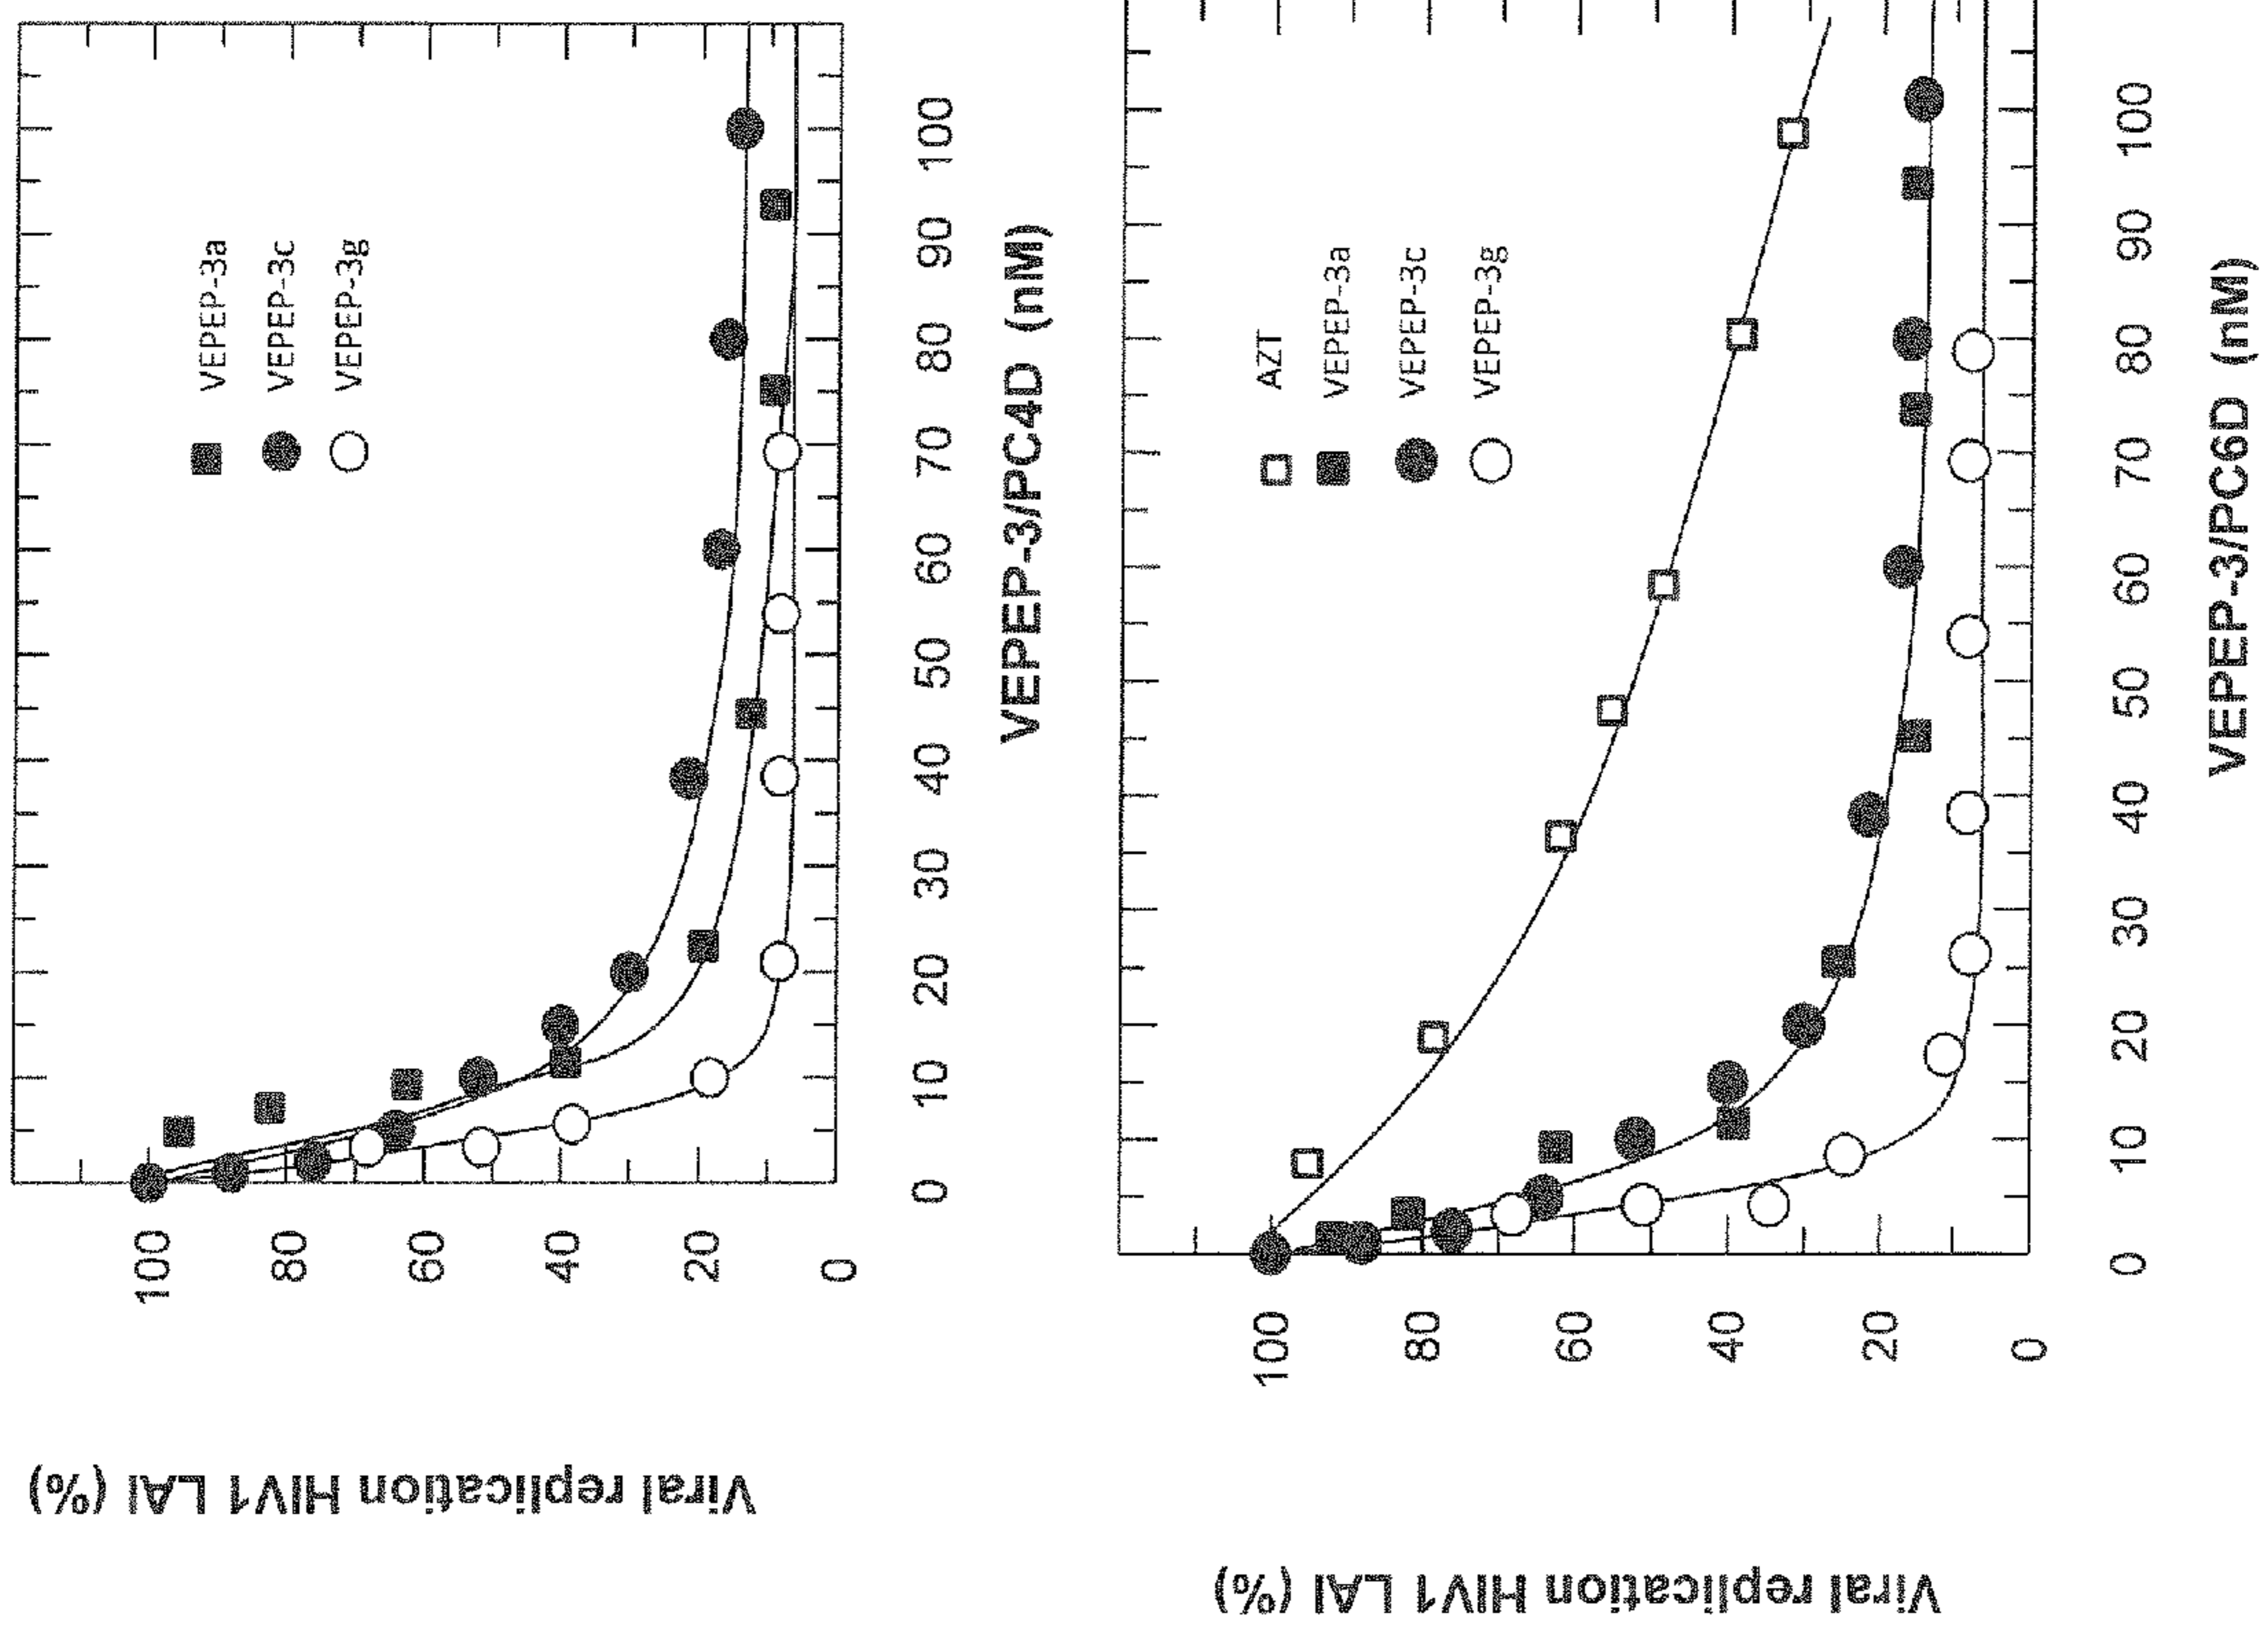 Viral replication HIV1 LAI (%)
100
80
60
40
20
0
VEPEP-3a
VEPEP-3c
VEPEP-3g
0 10 20 30 40 50 60 70 80 90 100
VEPEP-3/PC4D (nM)
Viral replication HIV1 LAI (%)
100
80
60
40
20
0
AZT
VEPEP-3a
VEPEP-3c
VEPEP-3g
0 10 20 30 40 50 60 70 80 90 100
VEPEP-3/PC6D (nM)